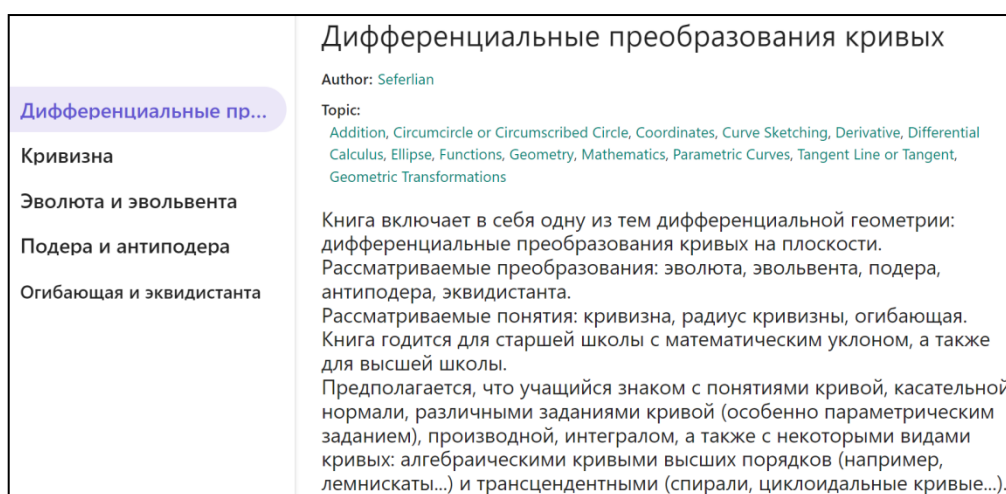 Дифференциальные пр...
Кривизна
Эволюта и эвольвента
Подера и антиподера
Огибающая и эквидистанта
Дифференциальные преобразования кривых
Author: Seferlian
Topic:
Addition, Circumcircle or Circumscribed Circle, Coordinates, Curve Sketching, Derivative, Differential
Calculus, Ellipse, Functions, Geometry, Mathematics, Parametric Curves, Tangent Line or Tangent,
Geometric Transformations
Книга включает в себя одну из тем дифференциальной геометрии:
дифференциальные преобразования кривых на плоскости.
Рассматриваемые преобразования: эволюта, эвольвента, подера,
антиподера, эквидистанта.
Рассматриваемые понятия: кривизна, радиус кривизны, огибающая.
Книга годится для старшей школы с математическим уклоном, а также
для высшей школы.
Предполагается, что учащийся знаком с понятиями кривой, касательной
нормали, различными заданиями кривой (особенно параметрическим
заданием), производной, интегралом, а также с некоторыми видами
кривых: алгебраическими кривыми высших порядков (например,
лемнискаты...) и трансцендентными (спирали, циклоидальные кривые...).